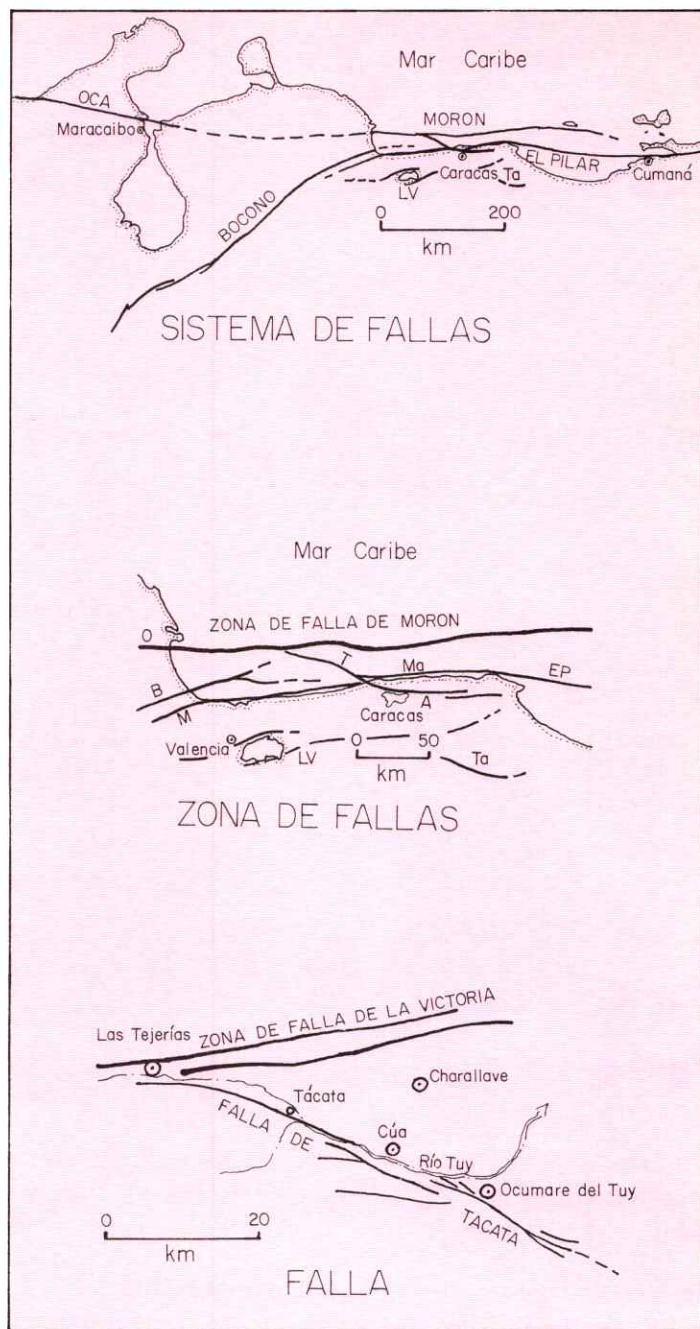 Mar Caribe
OCA
MORON
Maracaibo
EL PILAR
Caracas
Ta
Cumaná
LV
BOCONO
0 200
km
SISTEMA DE FALLAS
Mar Caribe
O
ZONA DE FALLA DE MORON
T
Ma
EP
B
A
M
Caracas
Valencia
0 50
LV
km
Ta
ZONA DE FALLAS
ZONA DE FALLA DE LA VICTORIA
Las Tejerías
Charallave
Tácata
FALLA DE
Cúa
Río Tuy
Ocumare del Tuy
TACATA
0 20
km
FALLA